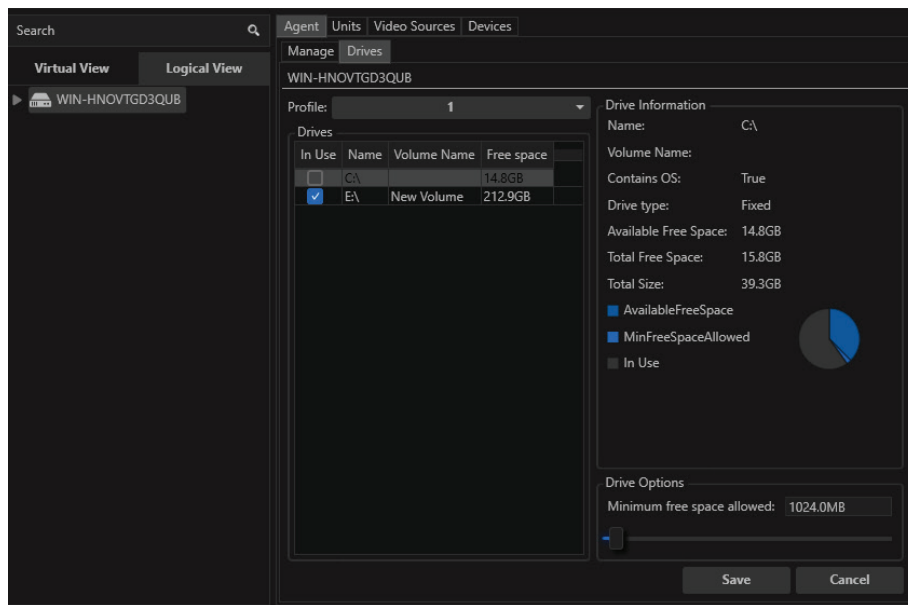 Search
Virtual View Logical View
WIN-HNOVTGD3QUB
Agent Units Video Sources Devices
Manage Drives
WIN-HNOVTGD3QUB
Profile: 1
Drives
In Use Name Volume Name Free space
C:\ 14.8GB
E:\ New Volume 212.9GB
Drive Information
Name: C:\
Volume Name:
Contains OS: True
Drive type: Fixed
Available Free Space: 14.8GB
Total Free Space: 15.8GB
Total Size: 39.3GB
AvailableFreeSpace
MinFreeSpaceAllowed
In Use
Drive Options
Minimum free space allowed: 1024.0MB
Save Cancel